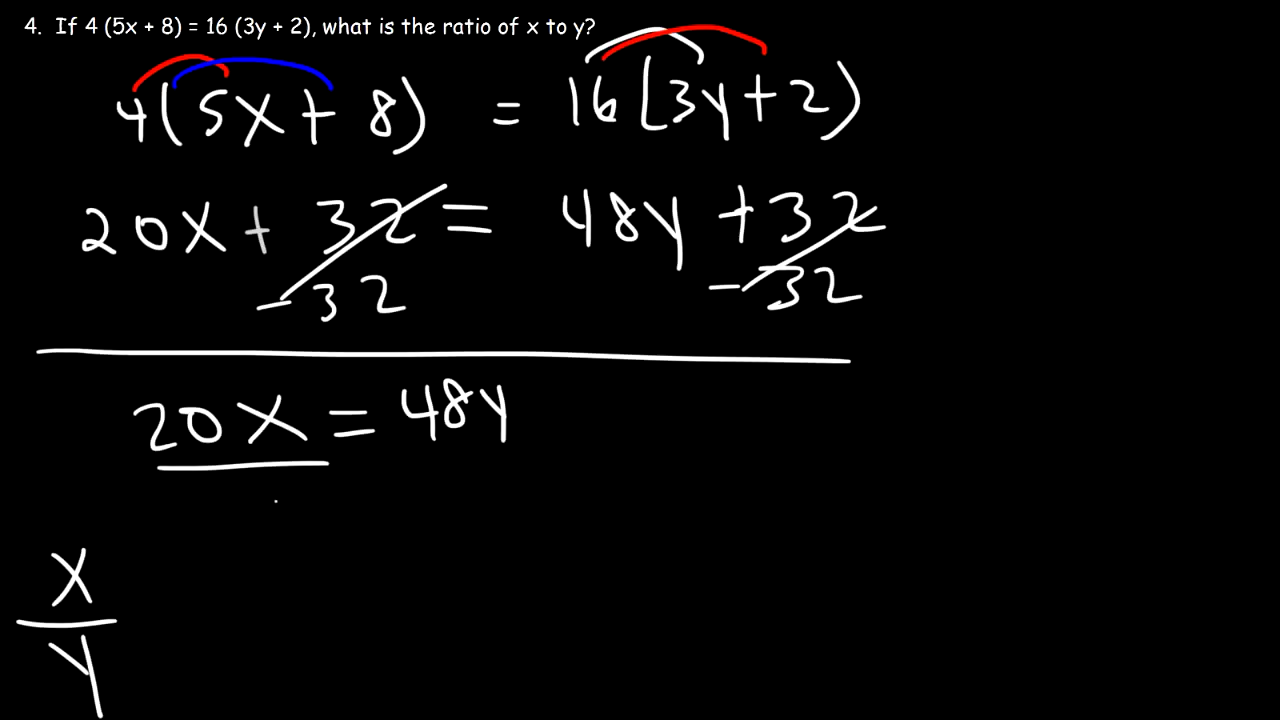 4. If 4 (5x + 8) = 16 (3y + 2), what is the ratio of x to y?
4(5x + 8) = 16(3y + 2)
20x + 32 = 48y + 32
-32 -32
20x = 48y
x
y